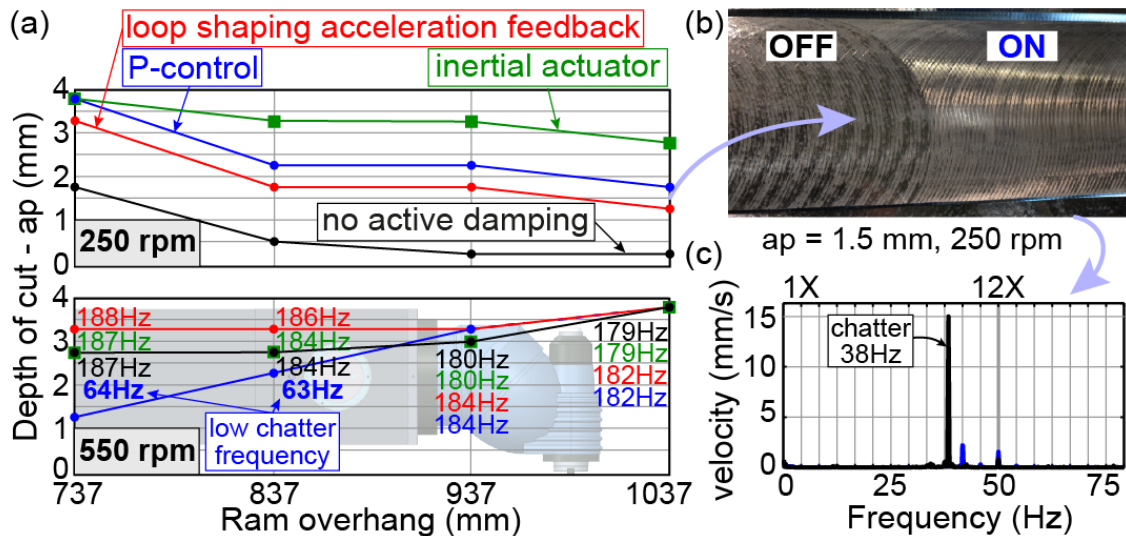 (a)
loop shaping acceleration feedback
P-control
inertial actuator
4
3
2
1
0
no active damping
250 rpm
Depth of cut - ap (mm)
4
3
2
1
0
188Hz
187Hz
187Hz
64Hz
186Hz
184Hz
184Hz
63Hz
180Hz
180Hz
184Hz
184Hz
179Hz
179Hz
182Hz
182Hz
low chatter
frequency
550 rpm
737
837
937
1037
Ram overhang (mm)
(b)
OFF
ON
ap = 1.5 mm, 250 rpm
(c)
1X
12X
15
10
5
0
chatter
38Hz
velocity (mm/s)
0
25
50
75
Frequency (Hz)